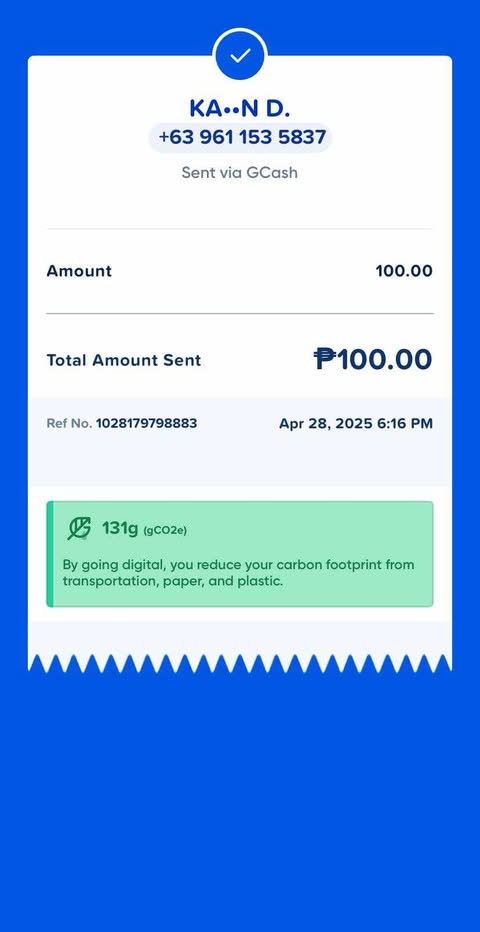 KA••N D.
+63 961 153 5837
Sent via GCash
Amount 100.00
Total Amount Sent ₱100.00
Ref No. 1028179798883 Apr 28, 2025 6:16 PM
131g (gCO2e)
By going digital, you reduce your carbon footprint from
transportation, paper, and plastic.